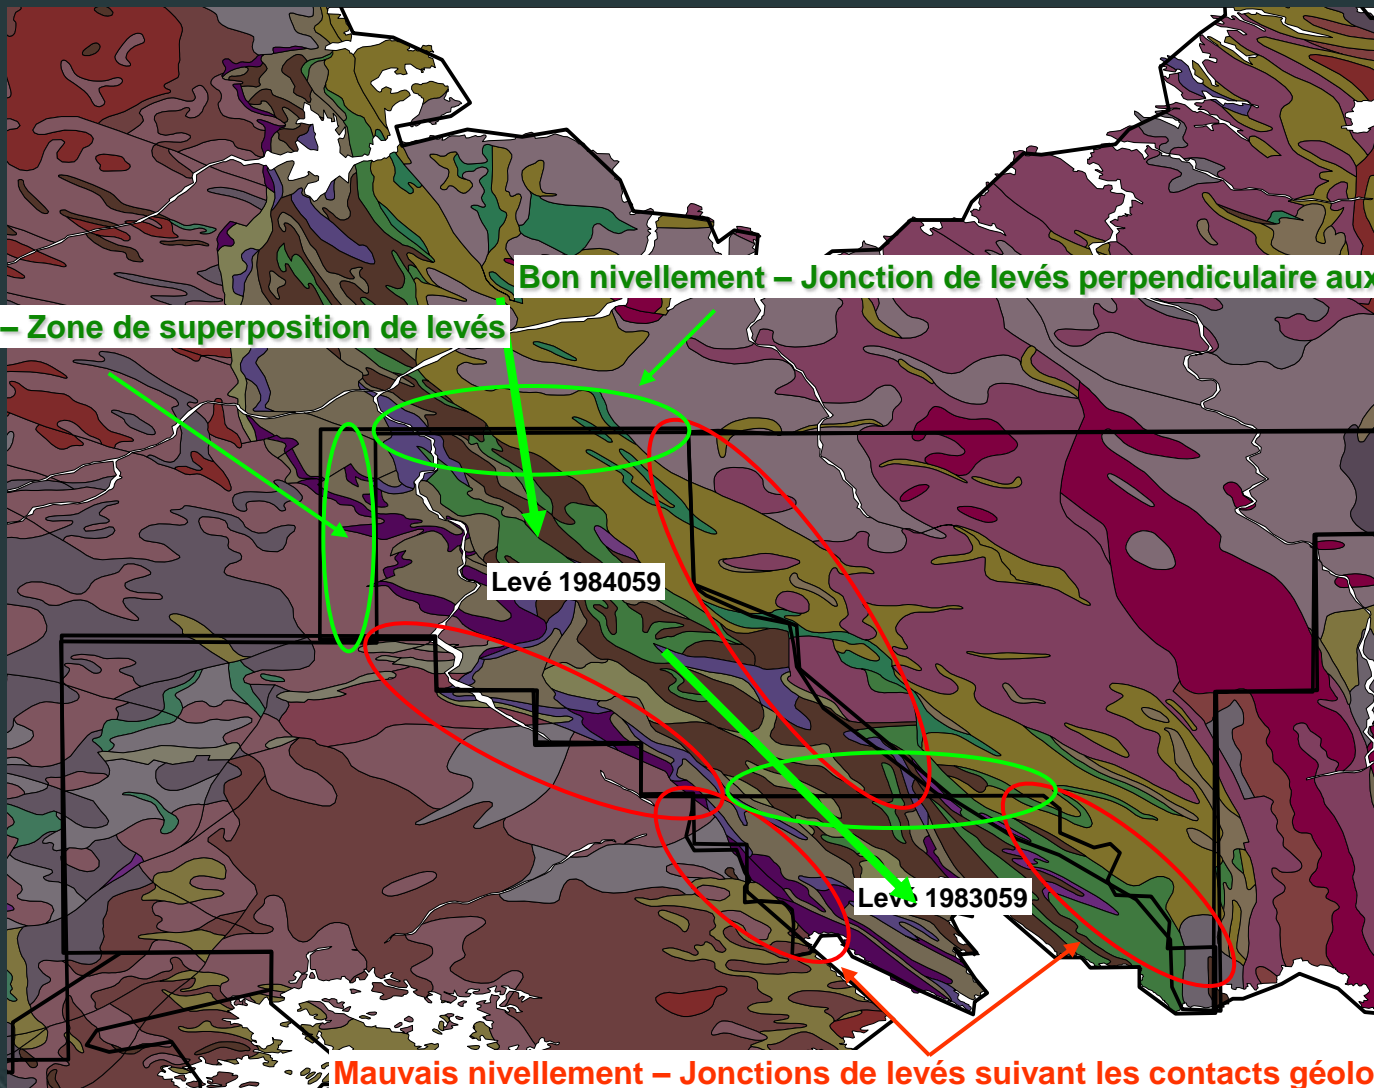 Bon nivellement – Jonction de levés perpendiculaire aux
– Zone de superposition de levés
Levé 1984059
Levé 1983059
Mauvais nivellement – Jonctions de levés suivant les contacts géolo